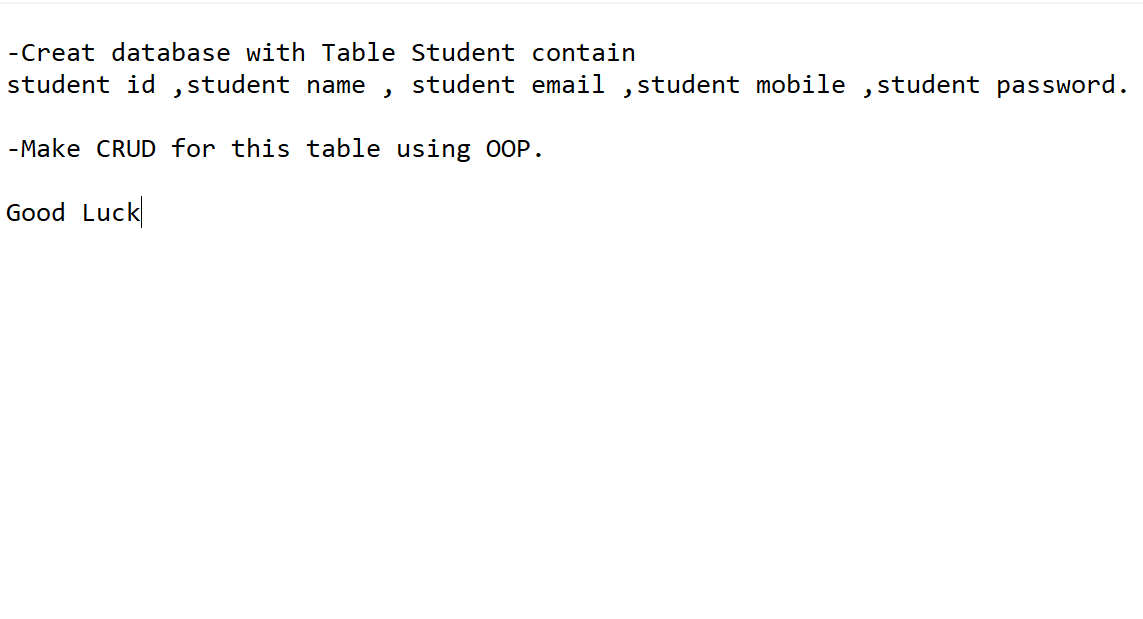 -Creat database with Table Student contain
student id ,student name , student email ,student mobile ,student password.
-Make CRUD for this table using OOP.
Good Luck